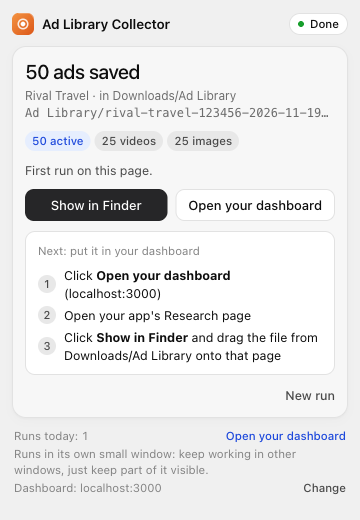 Ad Library Collector
Done
50 ads saved
Rival Travel · in Downloads/Ad Library
Ad Library/rival-travel-123456-2026-11-19…
50 active 25 videos 25 images
First run on this page.
Show in Finder Open your dashboard
Next: put it in your dashboard
1 Click Open your dashboard
(localhost:3000)
2 Open your app's Research page
3 Click Show in Finder and drag the file from
Downloads/Ad Library onto that page
New run
Runs today: 1 Open your dashboard
Runs in its own small window: keep working in other
windows, just keep part of it visible.
Dashboard: localhost:3000 Change